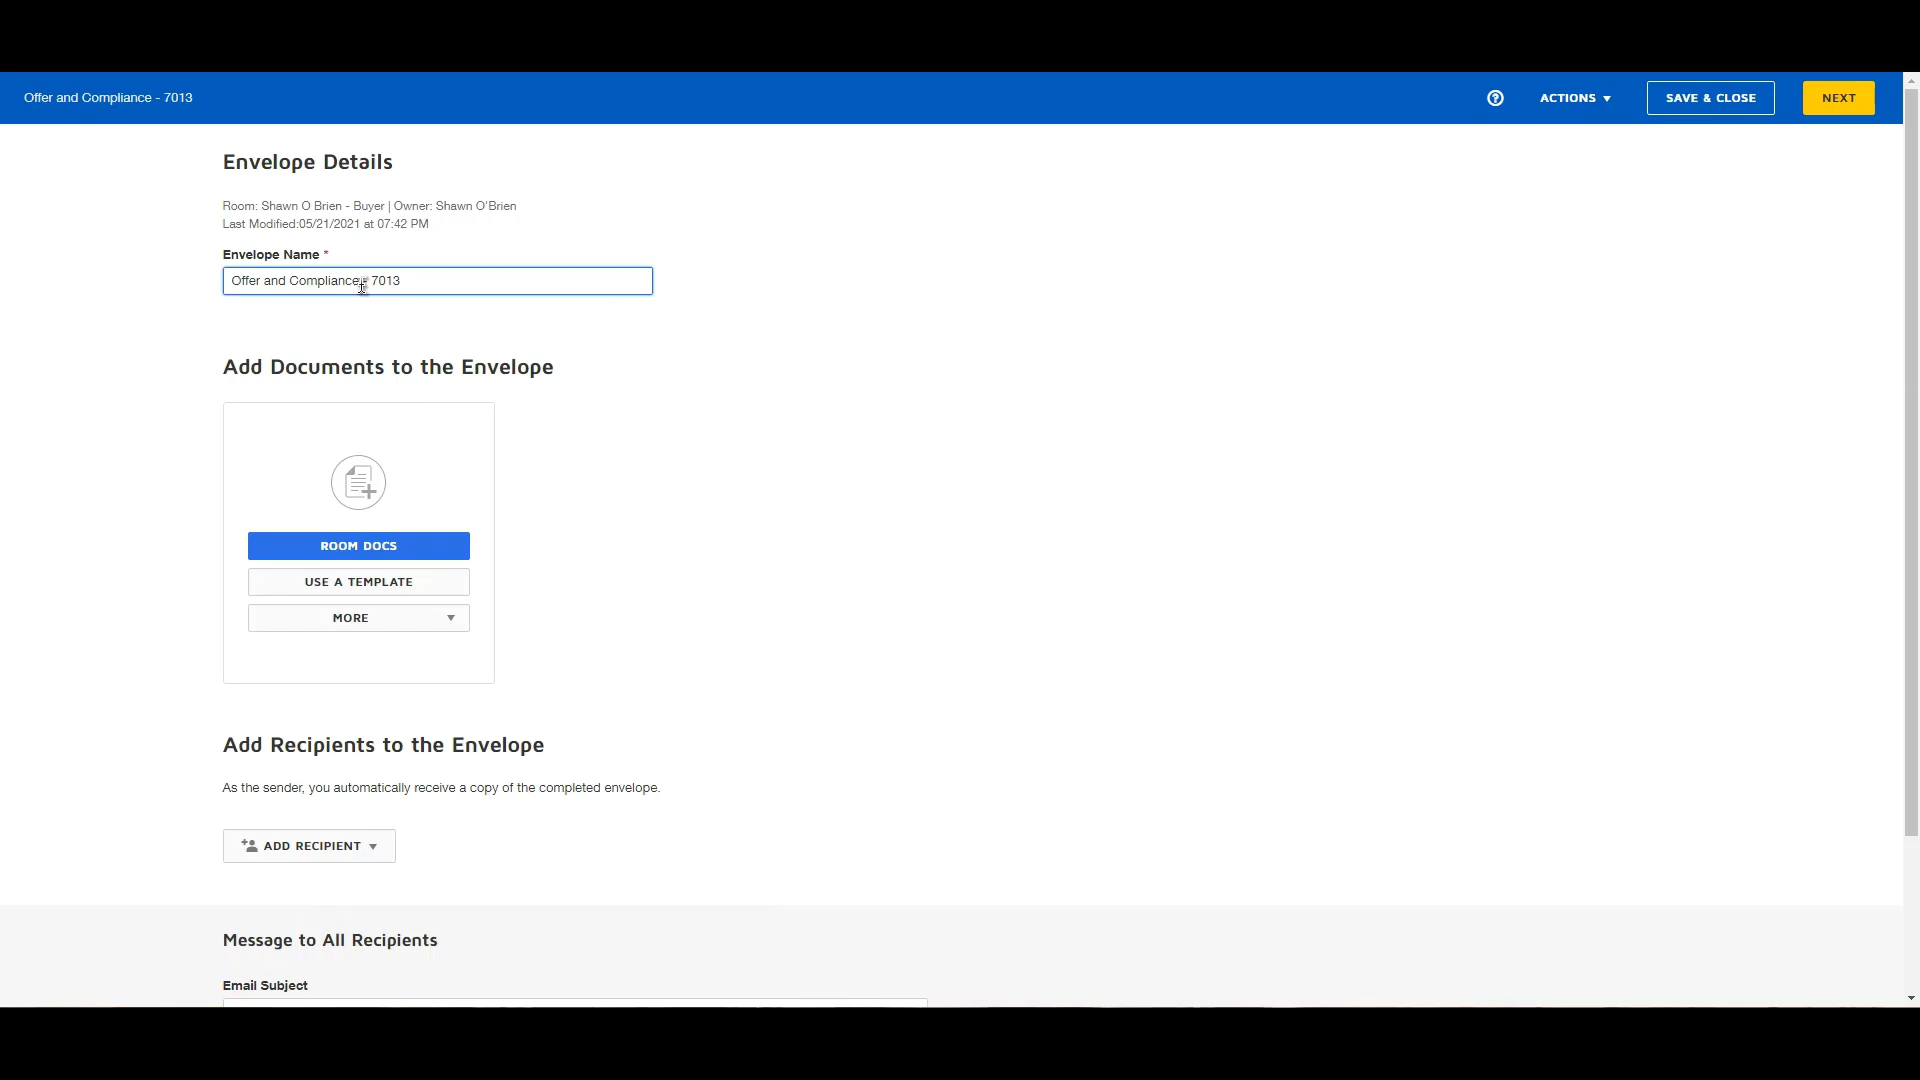 Offer and Compliance - 7013
ACTIONS
SAVE & CLOSE
NEXT
Envelope Details
Room: Shawn O Brien - Buyer | Owner: Shawn O'Brien
Last Modified:05/21/2021 at 07:42 PM
Envelope Name *
Offer and Compliance - 7013
Add Documents to the Envelope
ROOM DOCS
USE A TEMPLATE
MORE
Add Recipients to the Envelope
As the sender, you automatically receive a copy of the completed envelope.
ADD RECIPIENT
Message to All Recipients
Email Subject